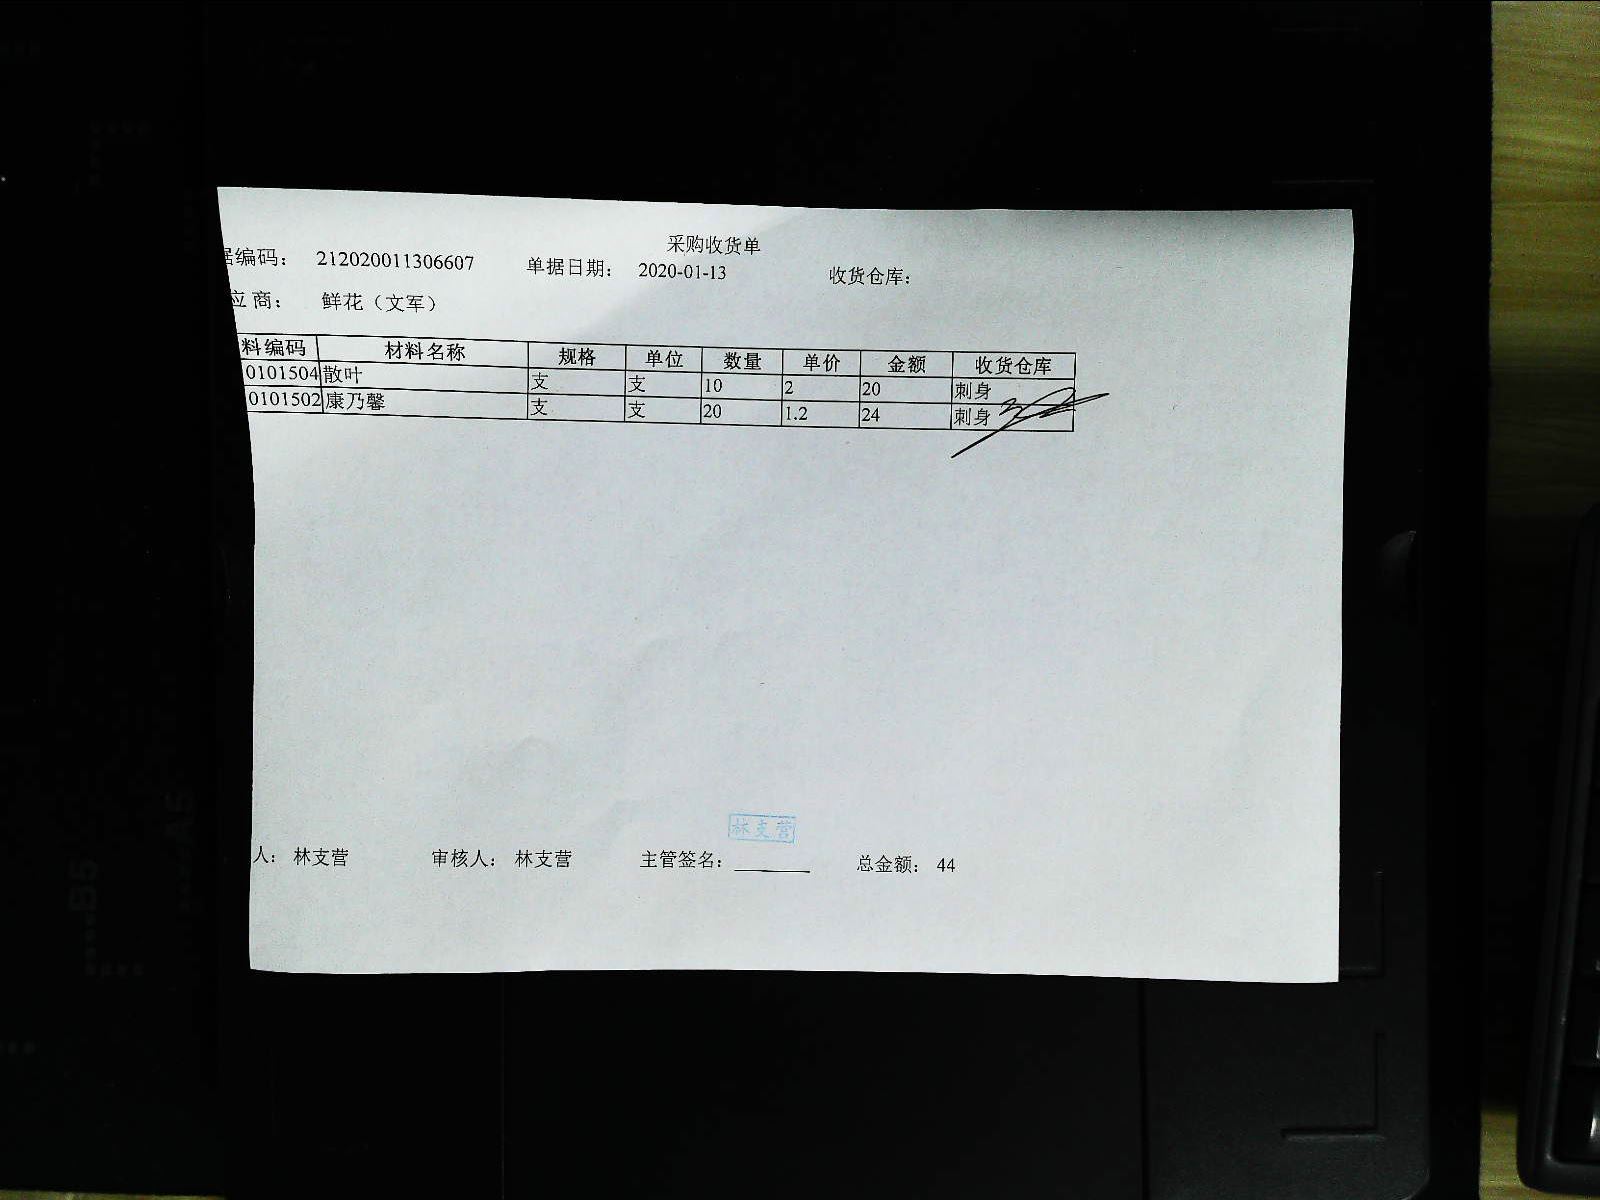 采购收货单
据编码： 212020011306607 单据日期： 2020-01-13 收货仓库：
应商： 鲜花（文军）
料编码 材料名称 规格 单位 数量 单价 金额 收货仓库
0101504 散叶 支 支 10 2 20 刺身
0101502 康乃馨 支 支 20 1.2 24 刺身
林支营
人： 林支营 审核人： 林支营 主管签名： 总金额： 44
B5
A5